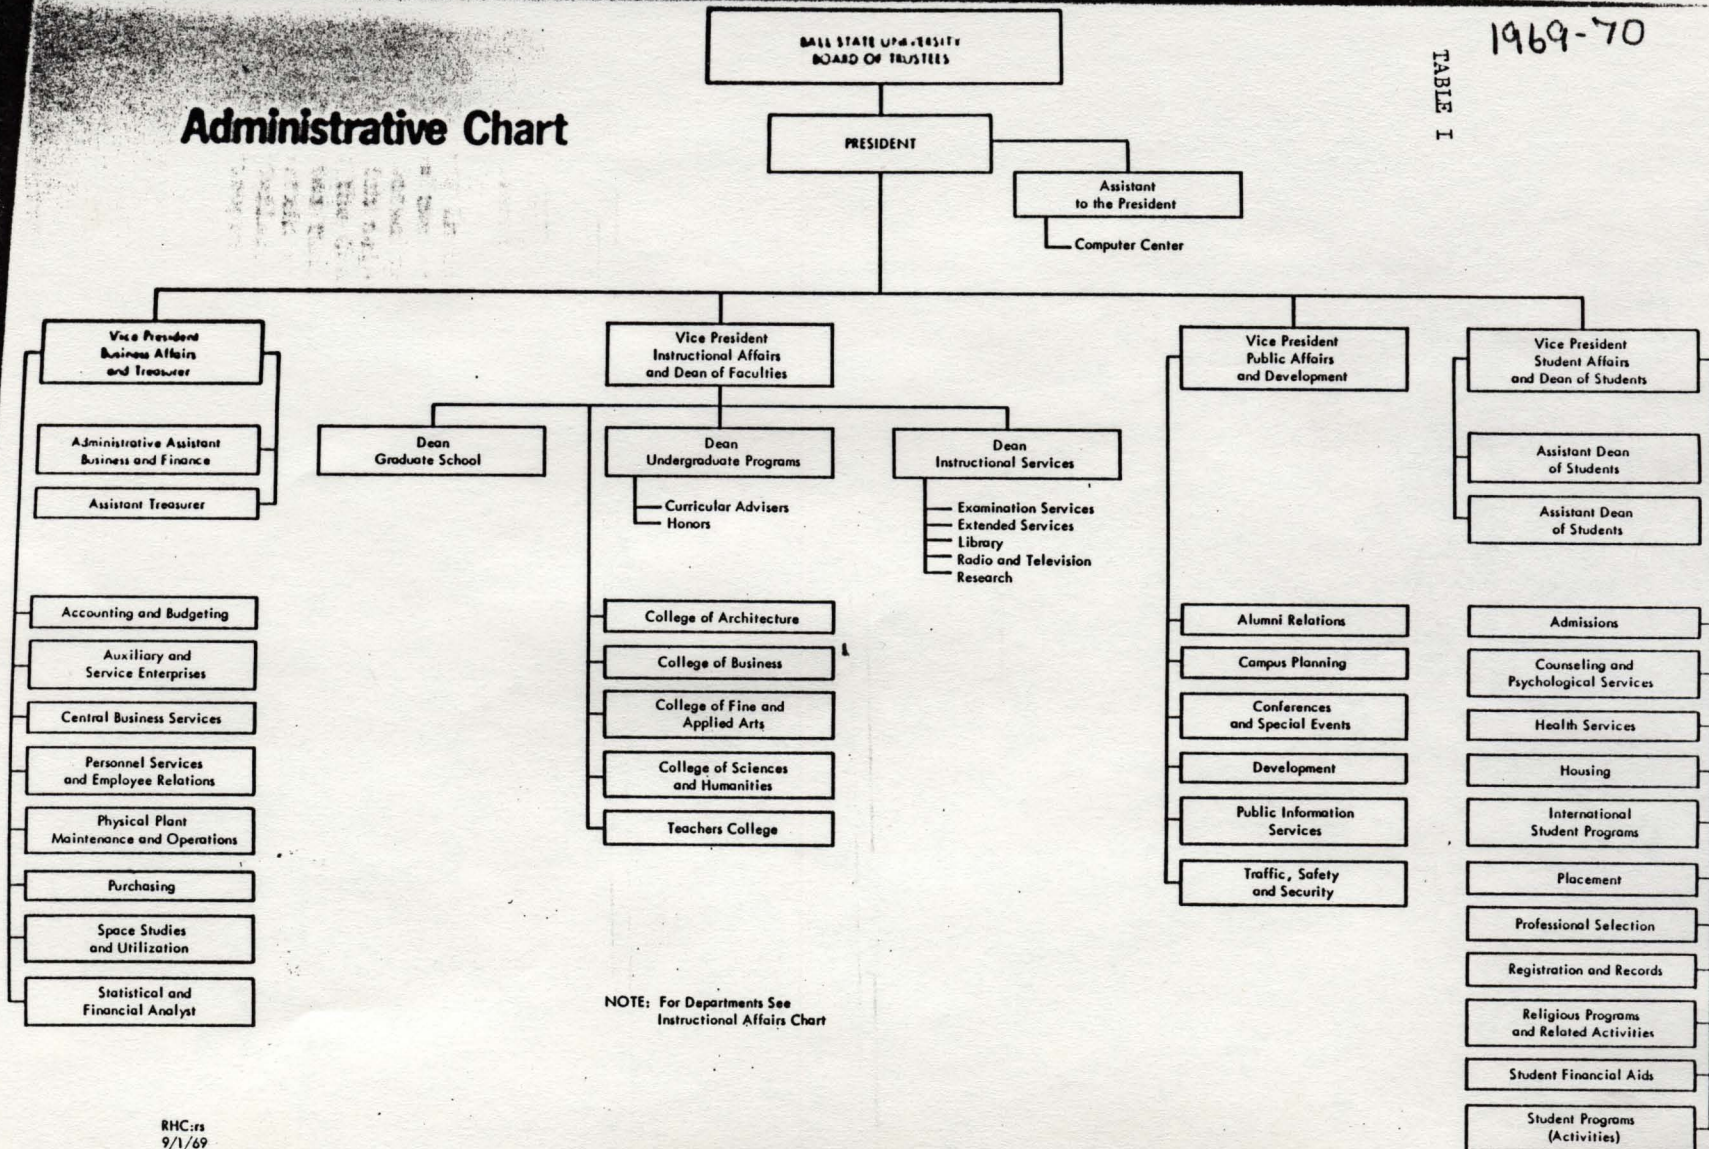 1969-70
TABLE I
Administrative Chart
BALL STATE UNIVERSITY
BOARD OF TRUSTEES
PRESIDENT
Assistant
to the President
Computer Center
Vice President
Business Affairs
and Treasurer
Administrative Assistant
Business and Finance
Assistant Treasurer
Accounting and Budgeting
Auxiliary and
Service Enterprises
Central Business Services
Personnel Services
and Employee Relations
Physical Plant
Maintenance and Operations
Purchasing
Space Studies
and Utilization
Statistical and
Financial Analyst
Vice President
Instructional Affairs
and Dean of Faculties
Dean
Graduate School
Dean
Undergraduate Programs
Curricular Advisers
Honors
Dean
Instructional Services
Examination Services
Extended Services
Library
Radio and Television
Research
College of Architecture
College of Business
College of Fine and
Applied Arts
College of Sciences
and Humanities
Teachers College
NOTE: For Departments See
Instructional Affairs Chart
Vice President
Public Affairs
and Development
Alumni Relations
Campus Planning
Conferences
and Special Events
Development
Public Information
Services
Traffic, Safety
and Security
Vice President
Student Affairs
and Dean of Students
Assistant Dean
of Students
Assistant Dean
of Students
Admissions
Counseling and
Psychological Services
Health Services
Housing
International
Student Programs
Placement
Professional Selection
Registration and Records
Religious Programs
and Related Activities
Student Financial Aids
Student Programs
(Activities)
RHC:rs
9/1/69